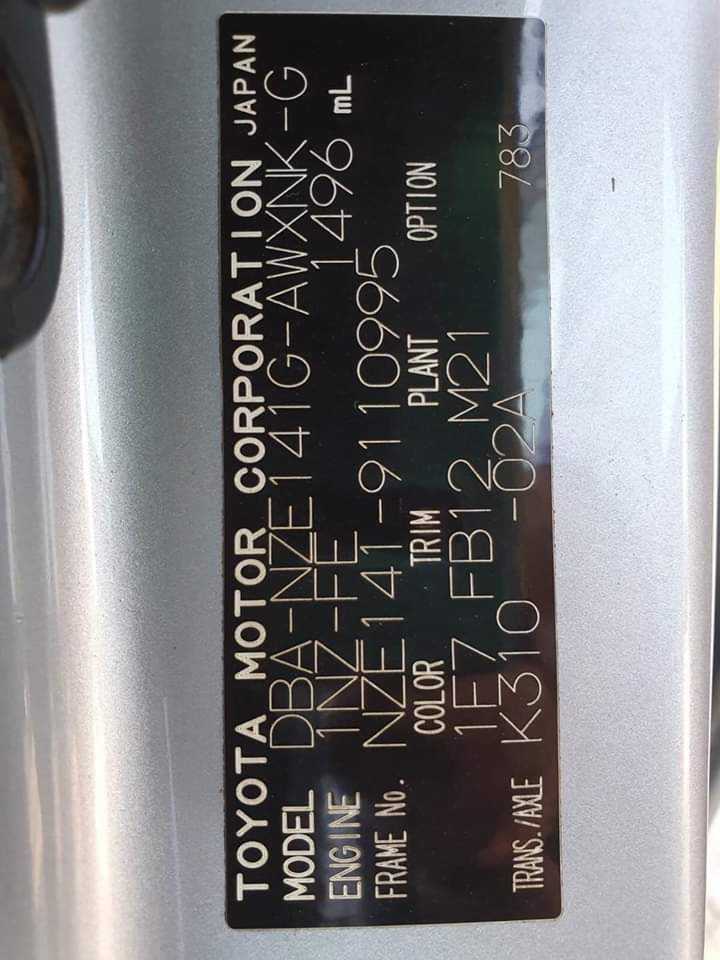 TOYOTA MOTOR CORPORATION JAPAN
MODEL DBA-NZE141G-AWXNK-G
ENGINE 1NZ-FE 1496 mL
FRAME No. NZE141-9110995
COLOR TRIM PLANT OPTION
1F7 FB12 M21
TRANS./AXLE K310 -02A 783